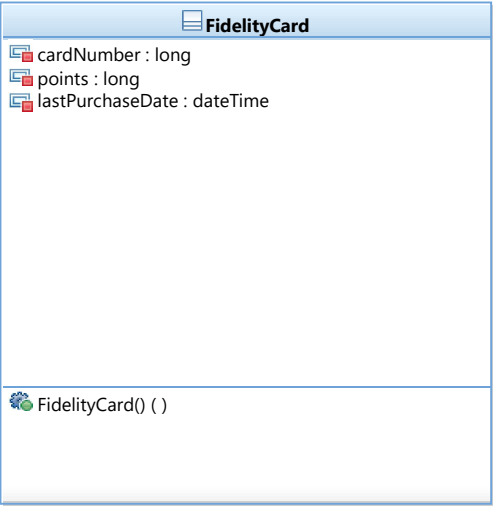 FidelityCard
cardNumber : long
points : long
lastPurchaseDate : dateTime
FidelityCard() ( )